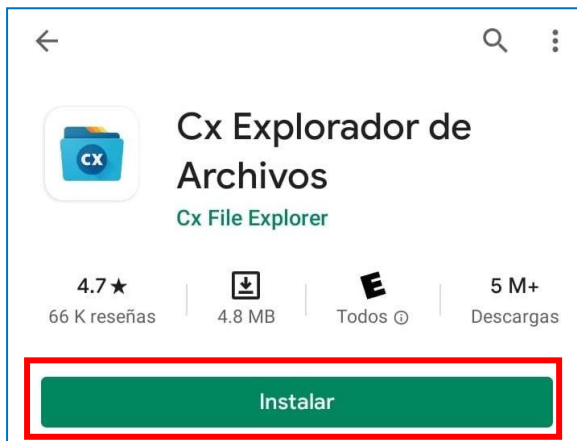 CX
Cx Explorador de
Archivos
Cx File Explorer
4.7★
66 K reseñas
4.8 MB
E
Todos ⓘ
5 M+
Descargas
Instalar